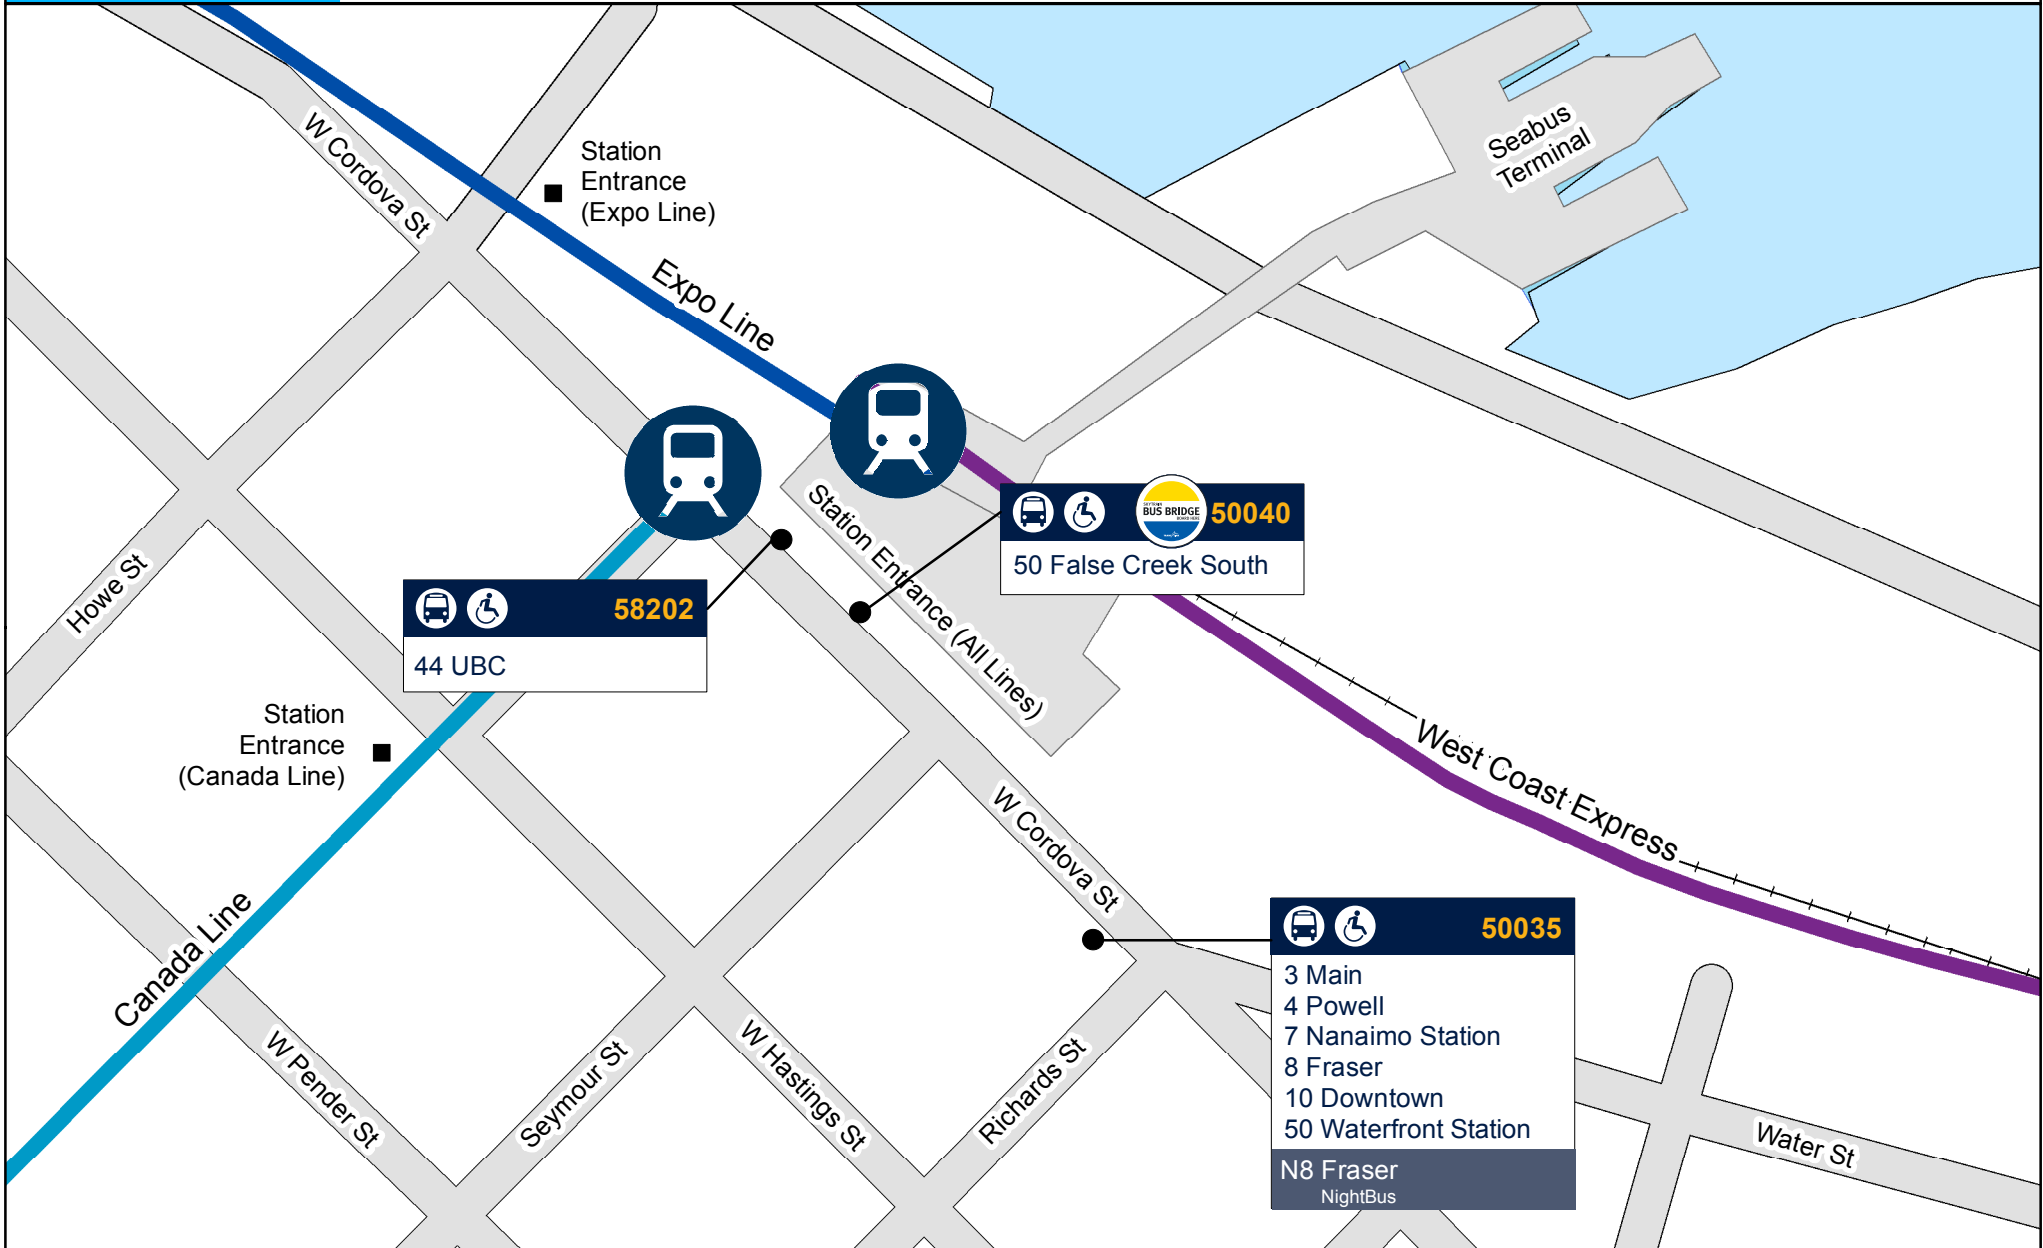 W Cordova St
Station
Entrance
(Expo Line)
Seabus
Terminal
Expo Line
Station Entrance (All Lines)
BUS BRIDGE
50040
50 False Creek South
Howe St
58202
44 UBC
Station
Entrance
(Canada Line)
West Coast Express
W Cordova St
Canada Line
50035
3 Main
4 Powell
7 Nanaimo Station
8 Fraser
10 Downtown
50 Waterfront Station
N8 Fraser
NightBus
W Pender St
Seymour St
W Hastings St
Richards St
Water St